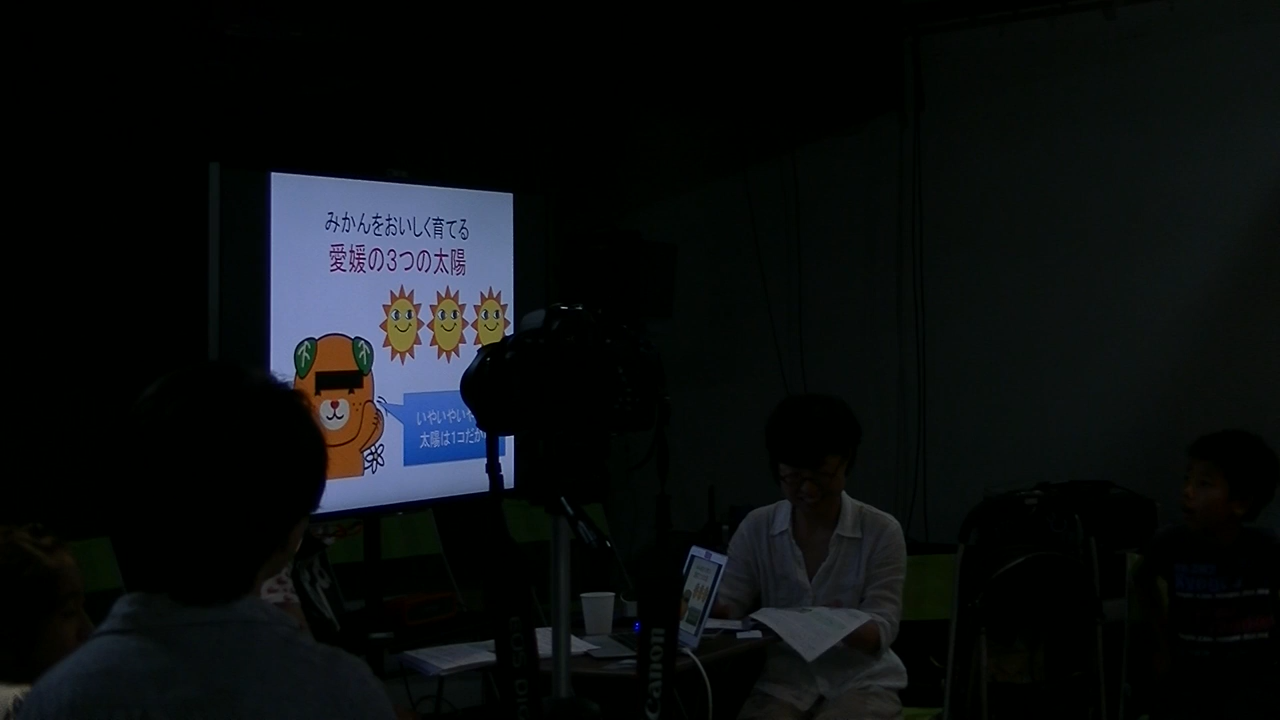 みかんをおいしく育てる
愛媛の3つの太陽
いやいやいや
太陽は1コだか
Canon